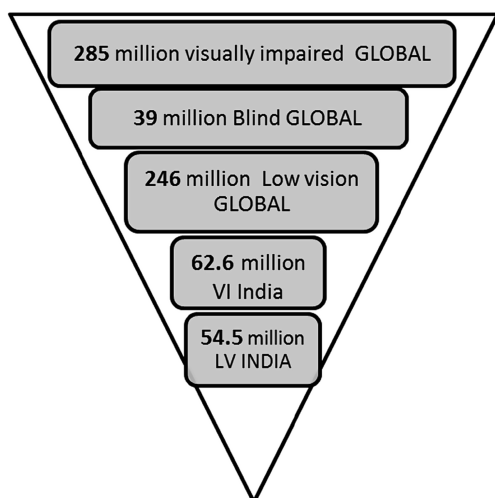 285 million visually impaired GLOBAL
39 million Blind GLOBAL
246 million Low vision
GLOBAL
62.6 million
VI India
54.5 million
LV INDIA